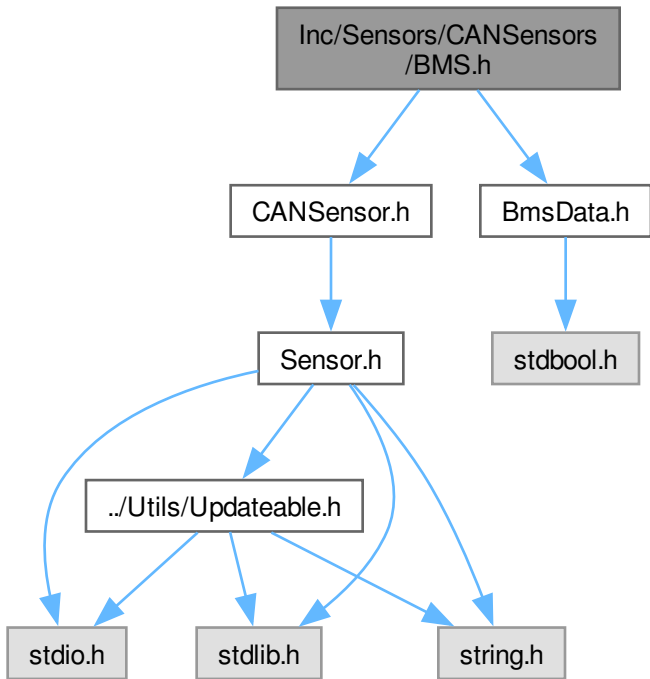 Inc/Sensors/CANSensors
/BMS.h
CANSensor.h
BmsData.h
Sensor.h
stdbool.h
../Utils/Updateable.h
stdio.h
stdlib.h
string.h